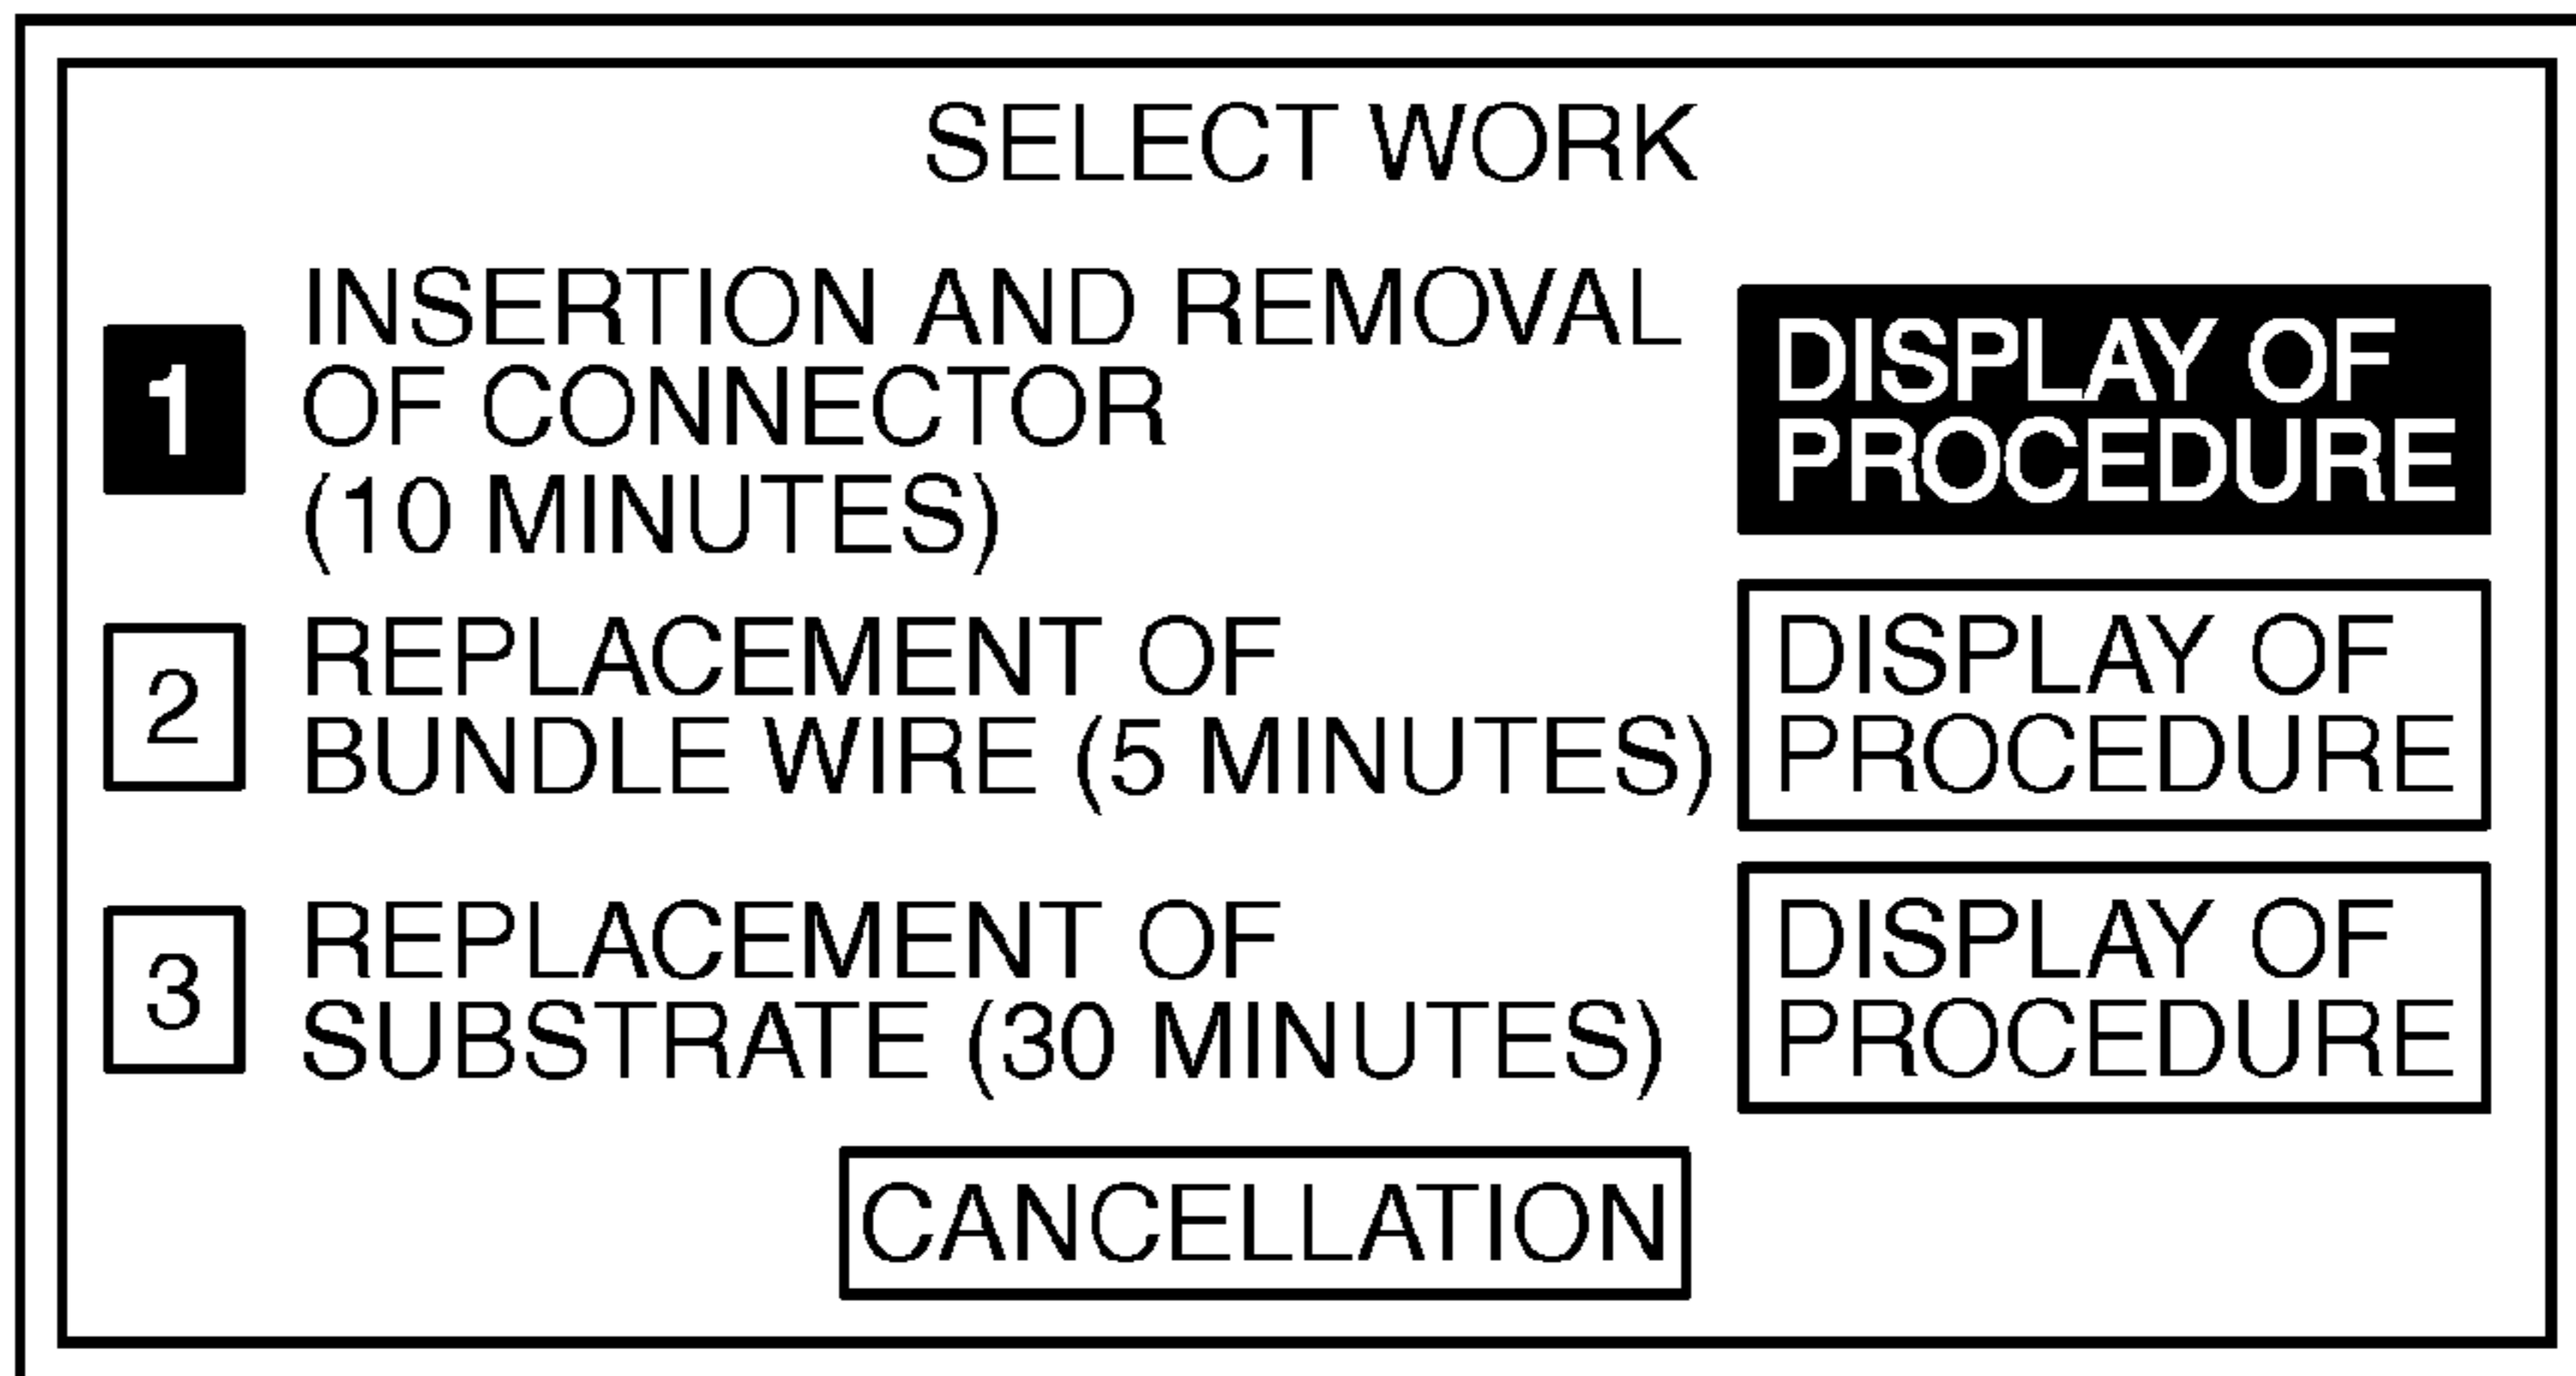 SELECT WORK
1
INSERTION AND REMOVAL
OF CONNECTOR
(10 MINUTES)
DISPLAY OF
PROCEDURE
2
REPLACEMENT OF
BUNDLE WIRE (5 MINUTES)
DISPLAY OF
PROCEDURE
3
REPLACEMENT OF
SUBSTRATE (30 MINUTES)
DISPLAY OF
PROCEDURE
CANCELLATION